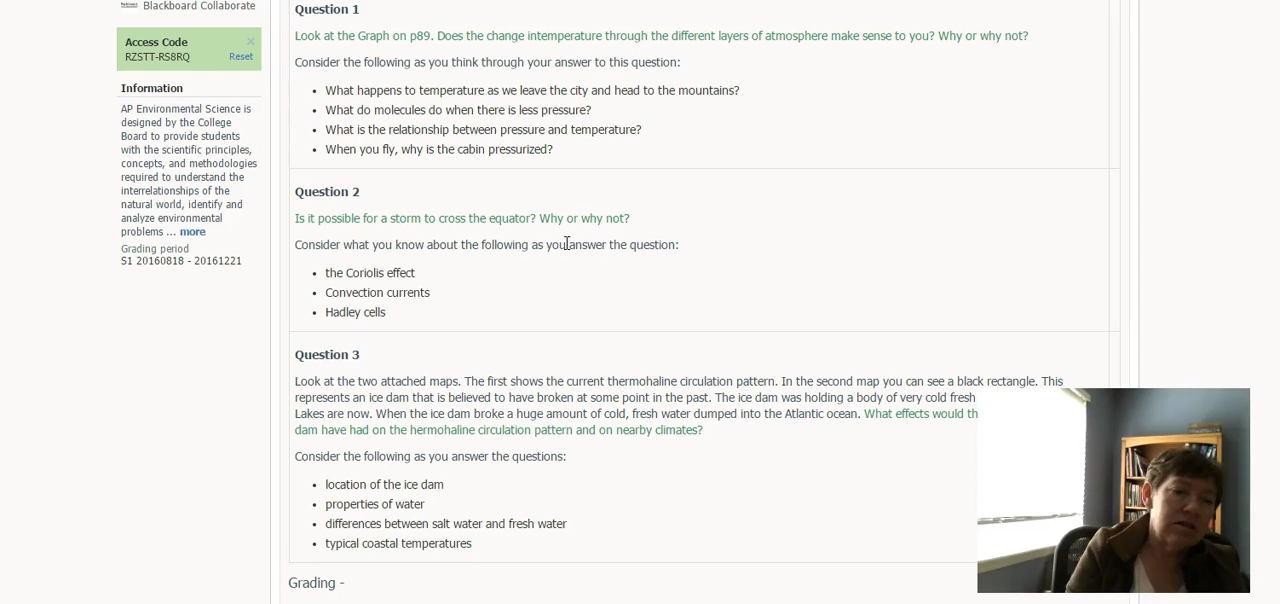 Blackboard Collaborate
Access Code
×
RZSTT-RS8RQ
Reset
Information
AP Environmental Science is
designed by the College
Board to provide students
with the scientific principles,
concepts, and methodologies
required to understand the
interrelationships of the
natural world, identify and
analyze environmental
problems ... more
Grading period
S1 20160818 - 20161221
Question 1
Look at the Graph on p89. Does the change intemperature through the different layers of atmosphere make sense to you? Why or why not?
Consider the following as you think through your answer to this question:
• What happens to temperature as we leave the city and head to the mountains?
• What do molecules do when there is less pressure?
• What is the relationship between pressure and temperature?
• When you fly, why is the cabin pressurized?
Question 2
Is it possible for a storm to cross the equator? Why or why not?
Consider what you know about the following as you answer the question:
• the Coriolis effect
• Convection currents
• Hadley cells
Question 3
Look at the two attached maps. The first shows the current thermohaline circulation pattern. In the second map you can see a black rectangle. This
represents an ice dam that is believed to have broken at some point in the past. The ice dam was holding a body of very cold fresh
Lakes are now. When the ice dam broke a huge amount of cold, fresh water dumped into the Atlantic ocean. What effects would
dam have had on the hermohaline circulation pattern and on nearby climates?
Consider the following as you answer the questions:
• location of the ice dam
• properties of water
• differences between salt water and fresh water
• typical coastal temperatures
Grading -